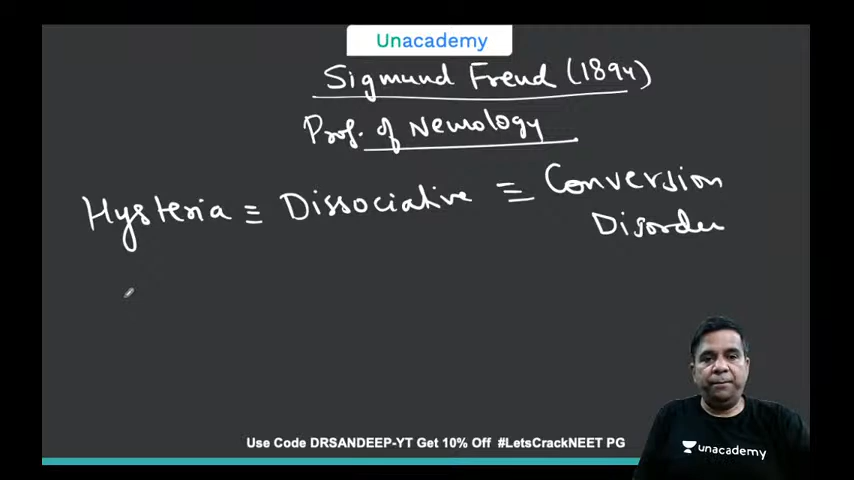 Unacademy
Sigmund Freud (1894)
Prof. of Neurology
Hysteria ≡ Dissociative ≡ Conversion
Disorder
unacademy
Use Code DRSANDEEP-YT Get 10% Off #LetsCrackNEET PG